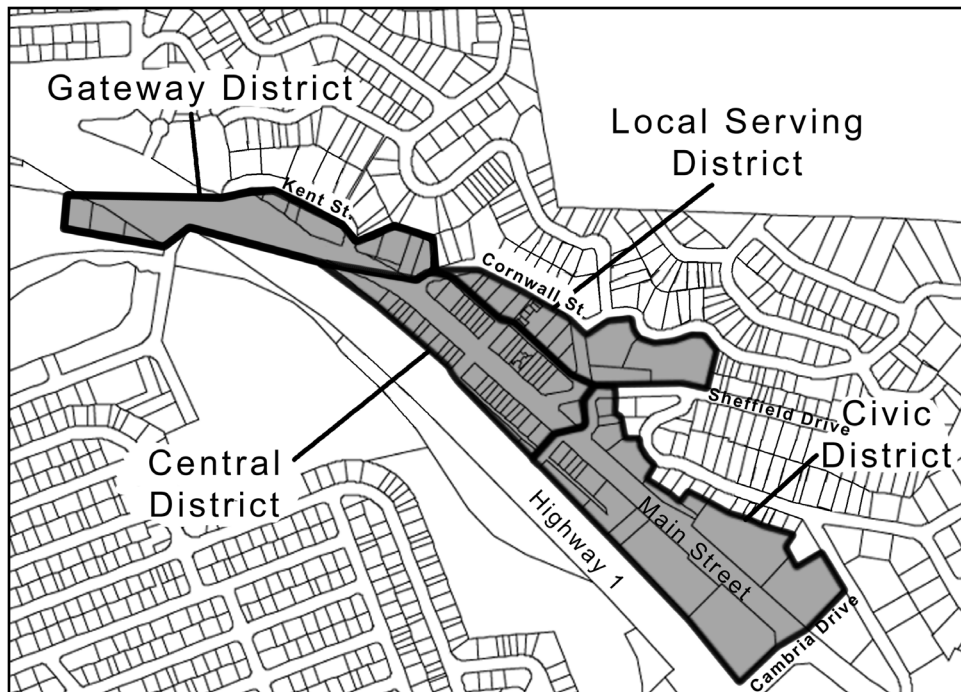 Gateway District
Local Serving
District
Kent St.
Cornwall St.
Sheffield Drive
Civic
District
Central
District
Highway 1
Main Street
Cambria Drive